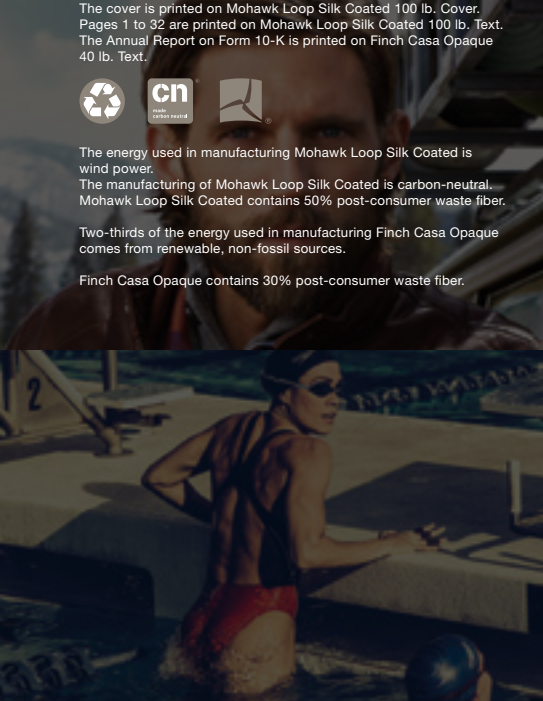 The cover is printed on Mohawk Loop Silk Coated 100 lb. Cover.
Pages 1 to 32 are printed on Mohawk Loop Silk Coated 100 lb. Text.
The Annual Report on Form 10-K is printed on Finch Casa Opaque
40 lb. Text.
cn ®
made
carbon neutral
®
The energy used in manufacturing Mohawk Loop Silk Coated is
wind power.
The manufacturing of Mohawk Loop Silk Coated is carbon-neutral.
Mohawk Loop Silk Coated contains 50% post-consumer waste fiber.
Two-thirds of the energy used in manufacturing Finch Casa Opaque
comes from renewable, non-fossil sources.
Finch Casa Opaque contains 30% post-consumer waste fiber.
2